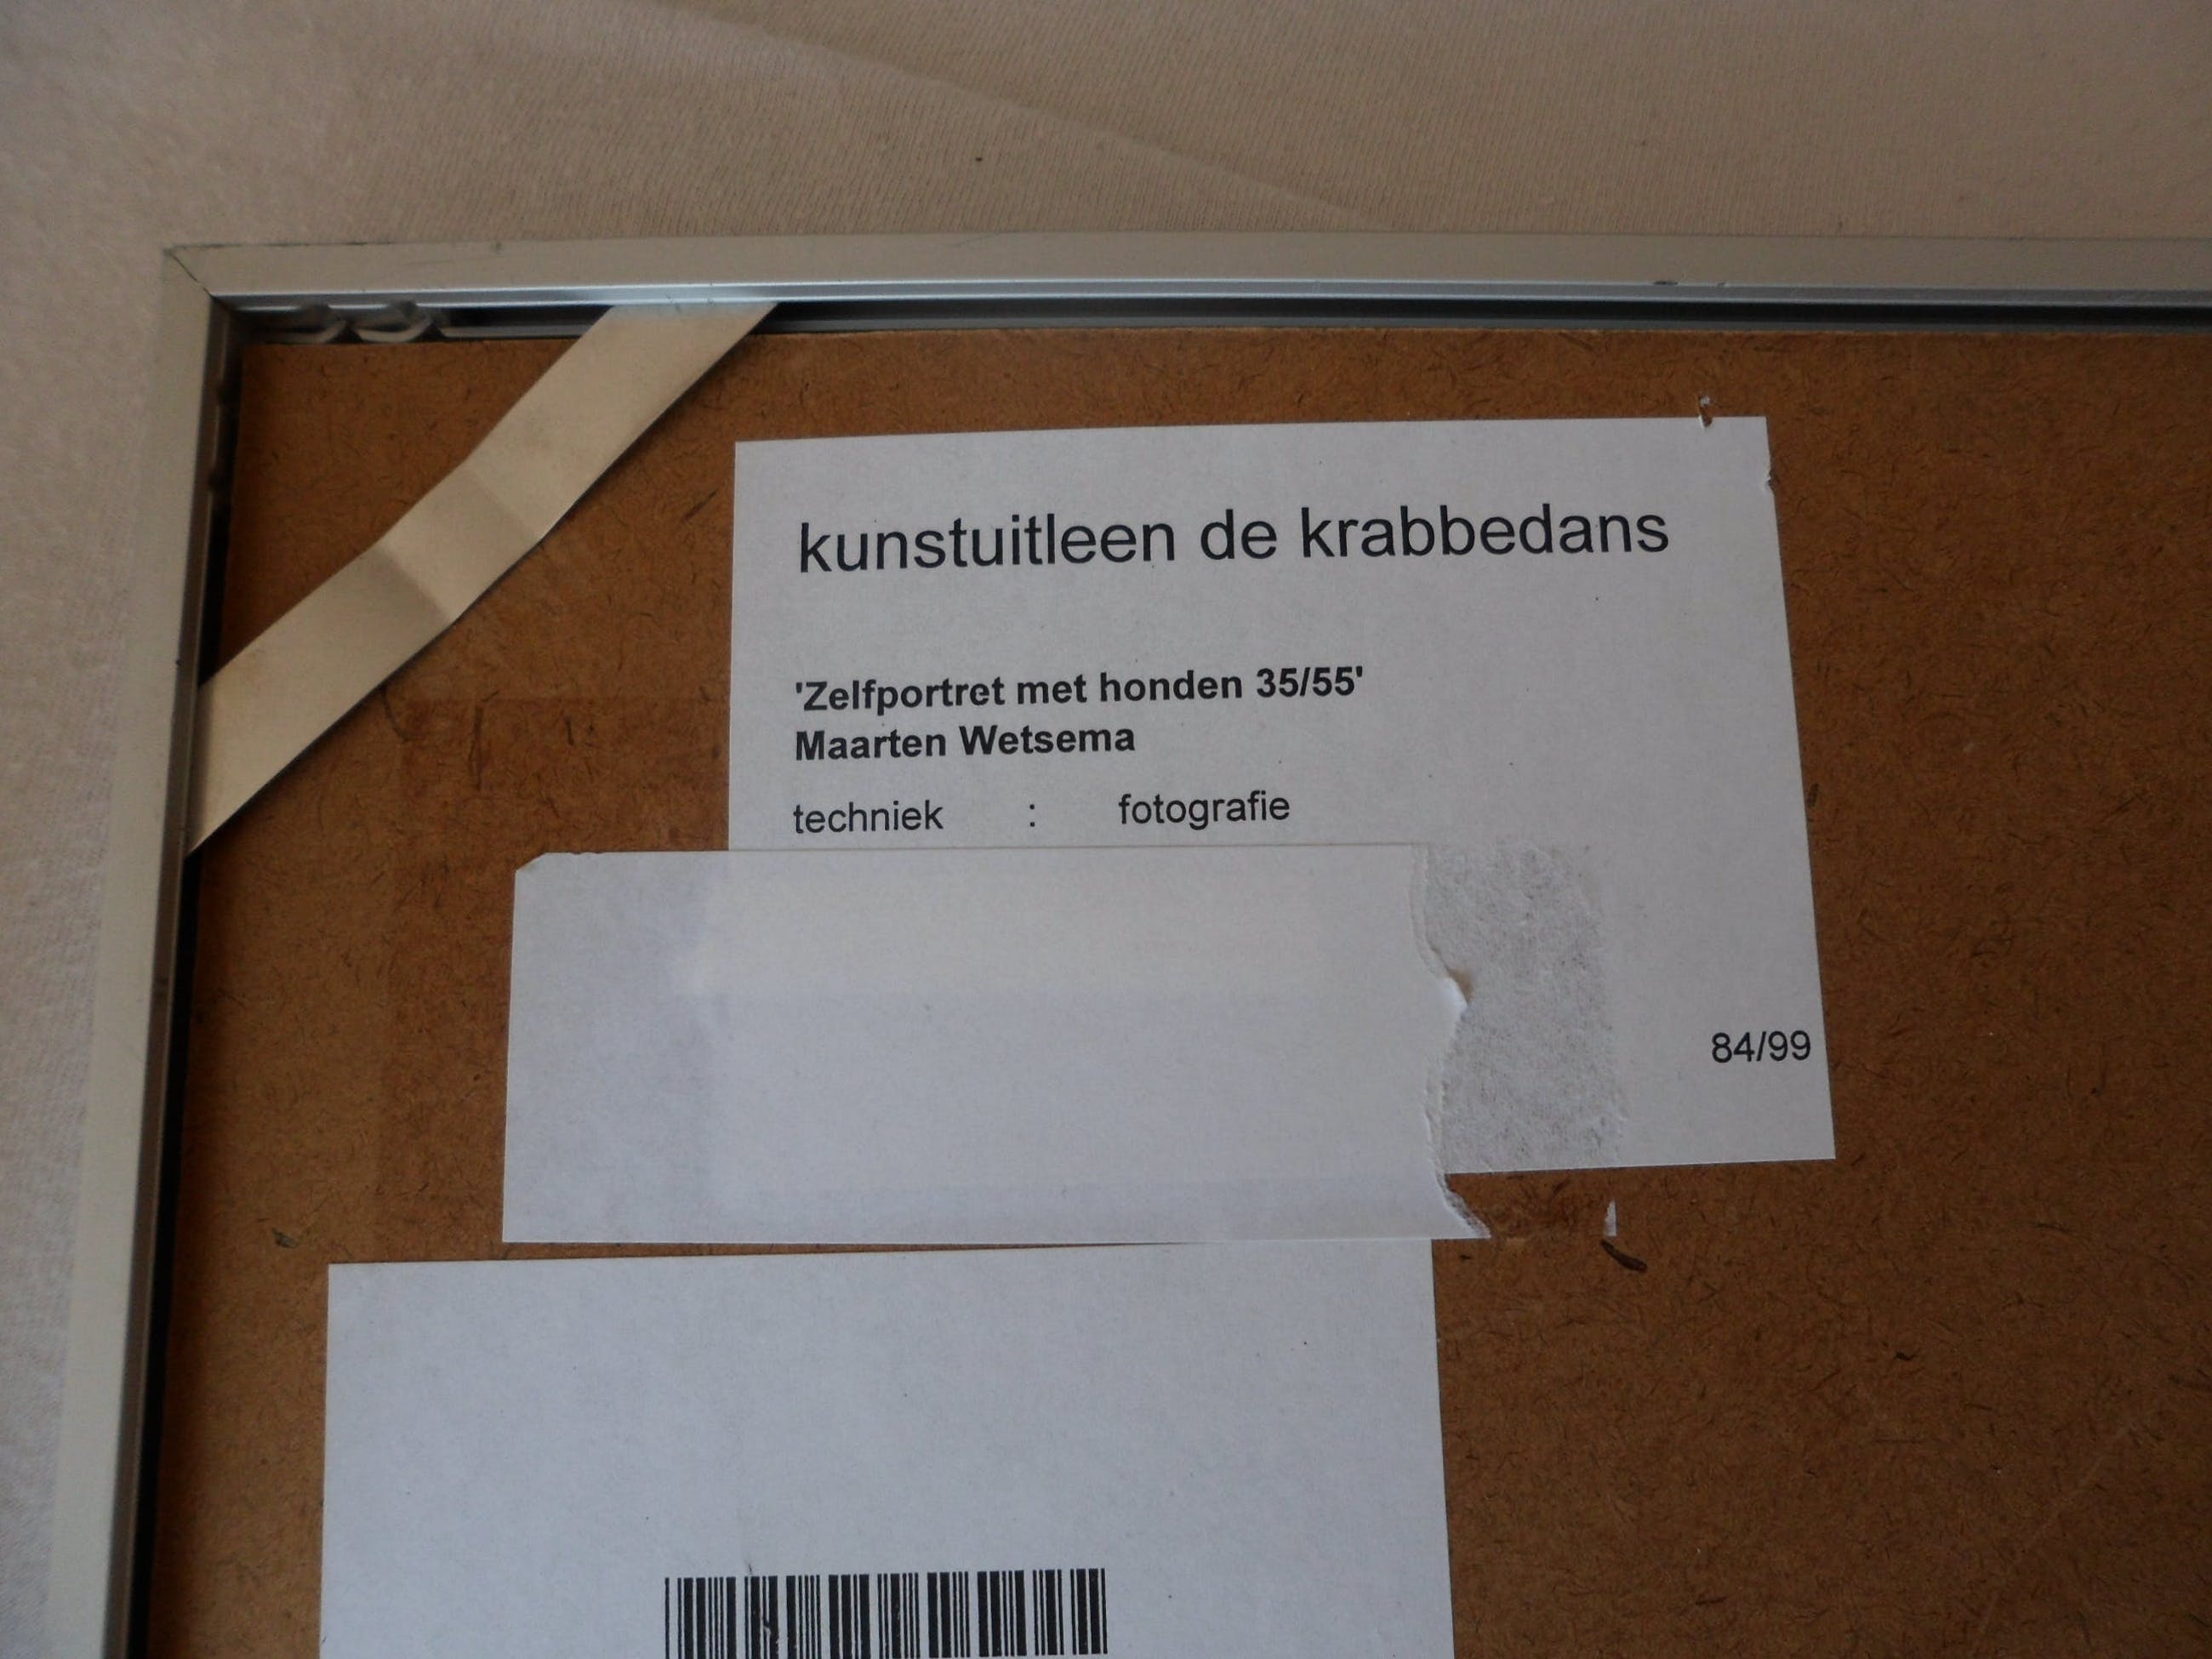 kunstuitleen de krabbedans
'Zelfportret met honden 35/55'
Maarten Wetsema
techniek : fotografie
84/99